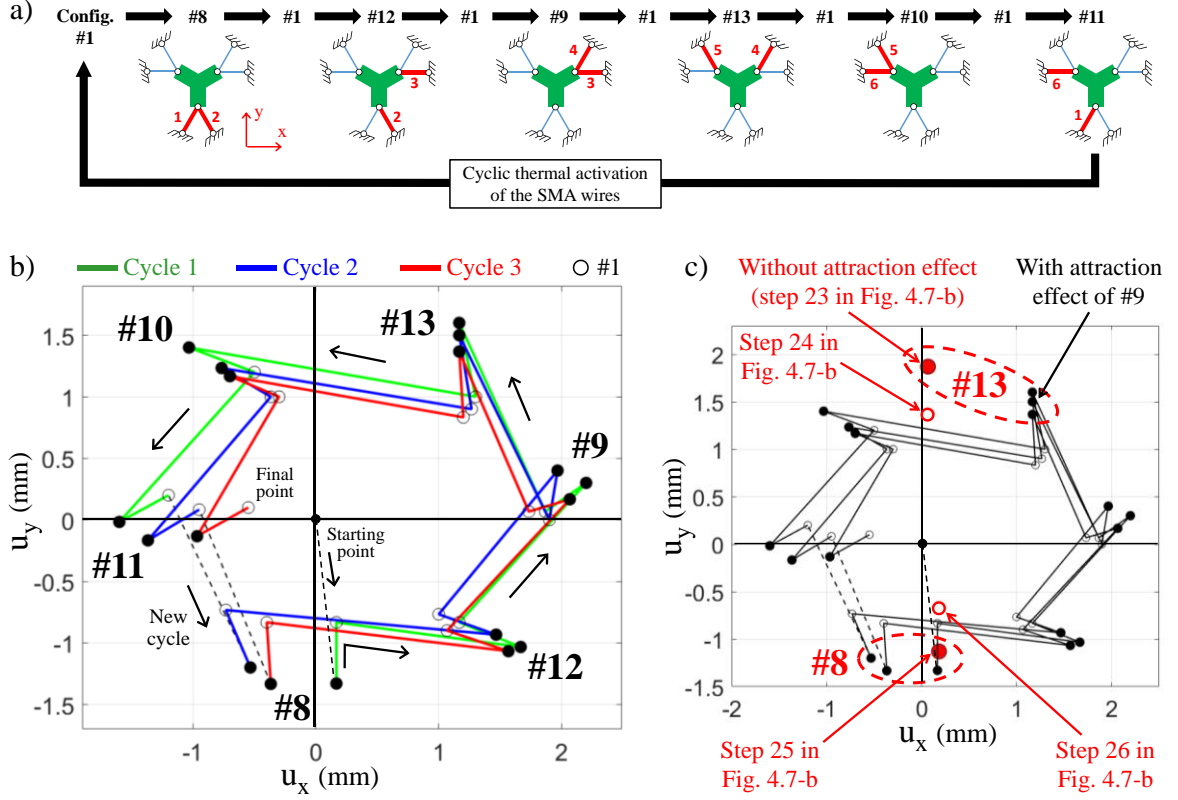 a)
Config. #8 #1 #12 #1 #9 #1 #13 #1 #10 #1 #11
#1
1 2
y
x
3
2
4
3
5 4
5
6
6
1
Cyclic thermal activation
of the SMA wires
b)
Cycle 1 Cycle 2 Cycle 3 #1
#10
#13
#9
#11
#12
#8
Final
point
Starting
point
New
cycle
1.5
1
0.5
0
-0.5
-1
-1.5
-1 0 1 2
u_y (mm)
u_x (mm)
c)
Without attraction effect
(step 23 in Fig. 4.7-b)
With attraction
effect of #9
Step 24 in
Fig. 4.7-b
#13
#8
2
1.5
1
0.5
0
-0.5
-1
-1.5
-2 -1 0 1 2
u_y (mm)
u_x (mm)
Step 25 in
Fig. 4.7-b
Step 26 in
Fig. 4.7-b